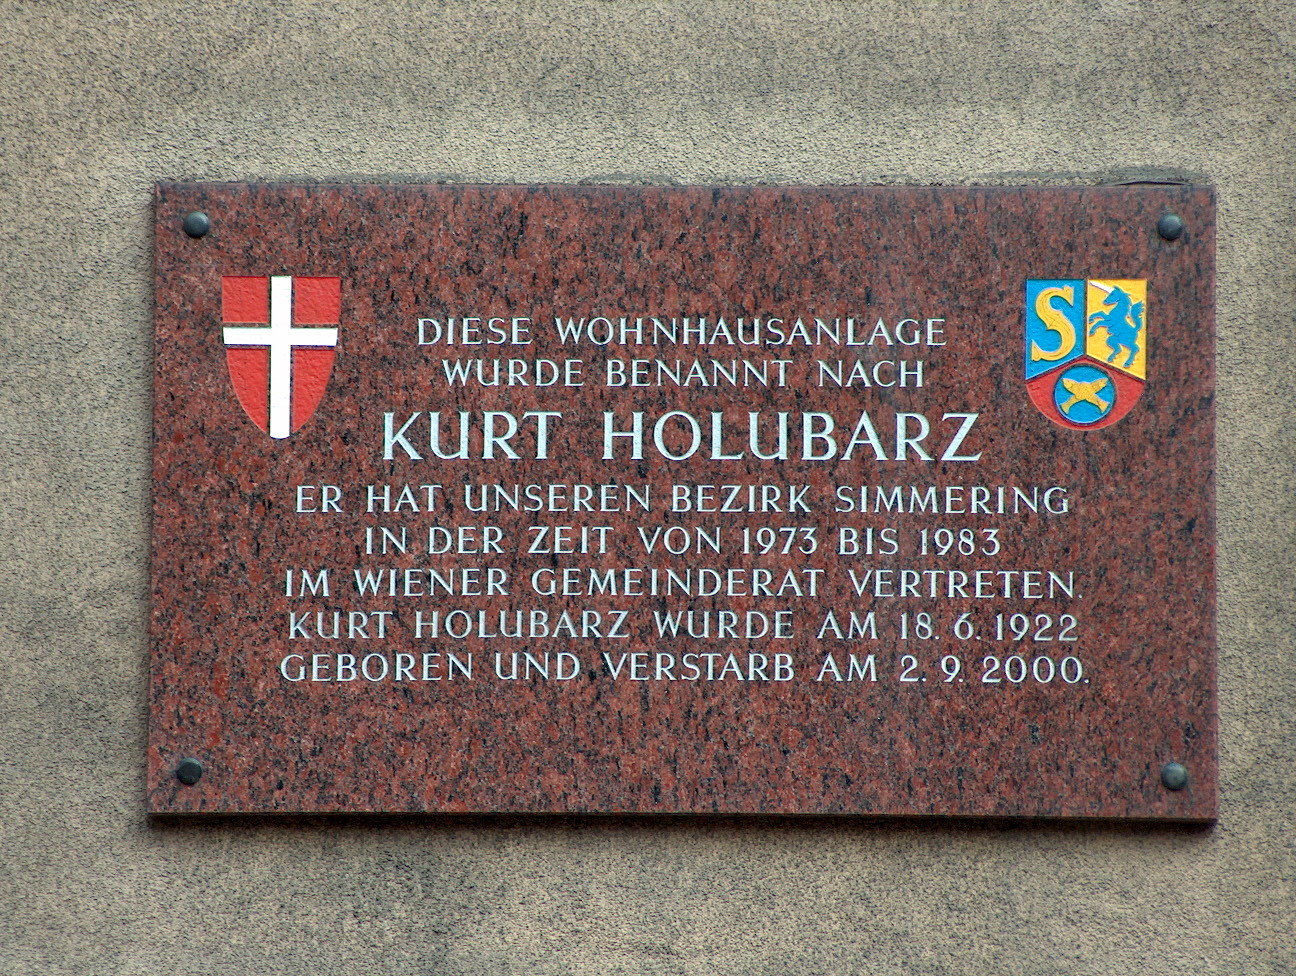 S
DIESE WOHNHAUSANLAGE
WURDE BENANNT NACH
KURT HOLUBARZ
ER HAT UNSEREN BEZIRK SIMMERING
IN DER ZEIT VON 1973 BIS 1983
IM WIENER GEMEINDERAT VERTRETEN.
KURT HOLUBARZ WURDE AM 18. 6. 1922
GEBOREN UND VERSTARB AM 2. 9. 2000.